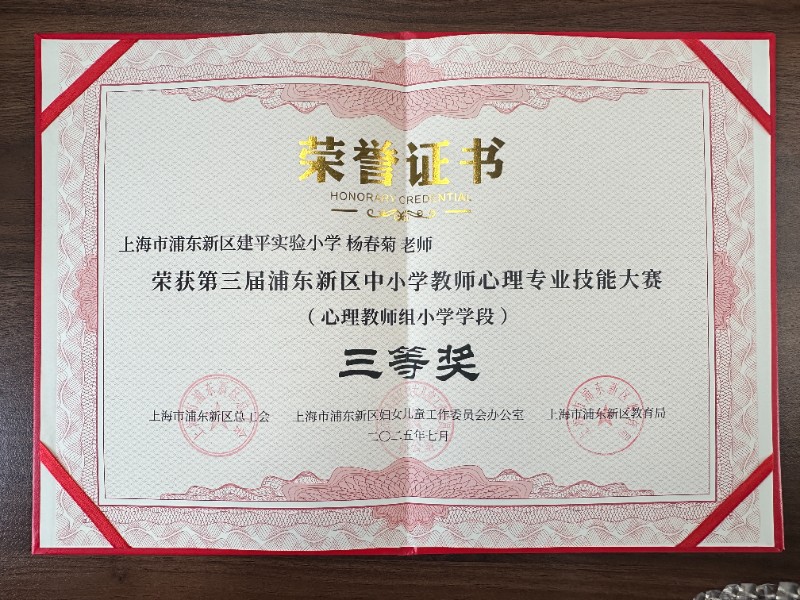 荣誉证书
HONORARY CREDENTIAL
上海市浦东新区建平实验小学 杨春菊 老师
荣获第三届浦东新区中小学教师心理专业技能大赛
（心理教师组小学学段）
三等奖
上海市浦东新区总工会 上海市浦东新区妇女儿童工作委员会办公室 上海市浦东新区教育局
二〇二五年七月